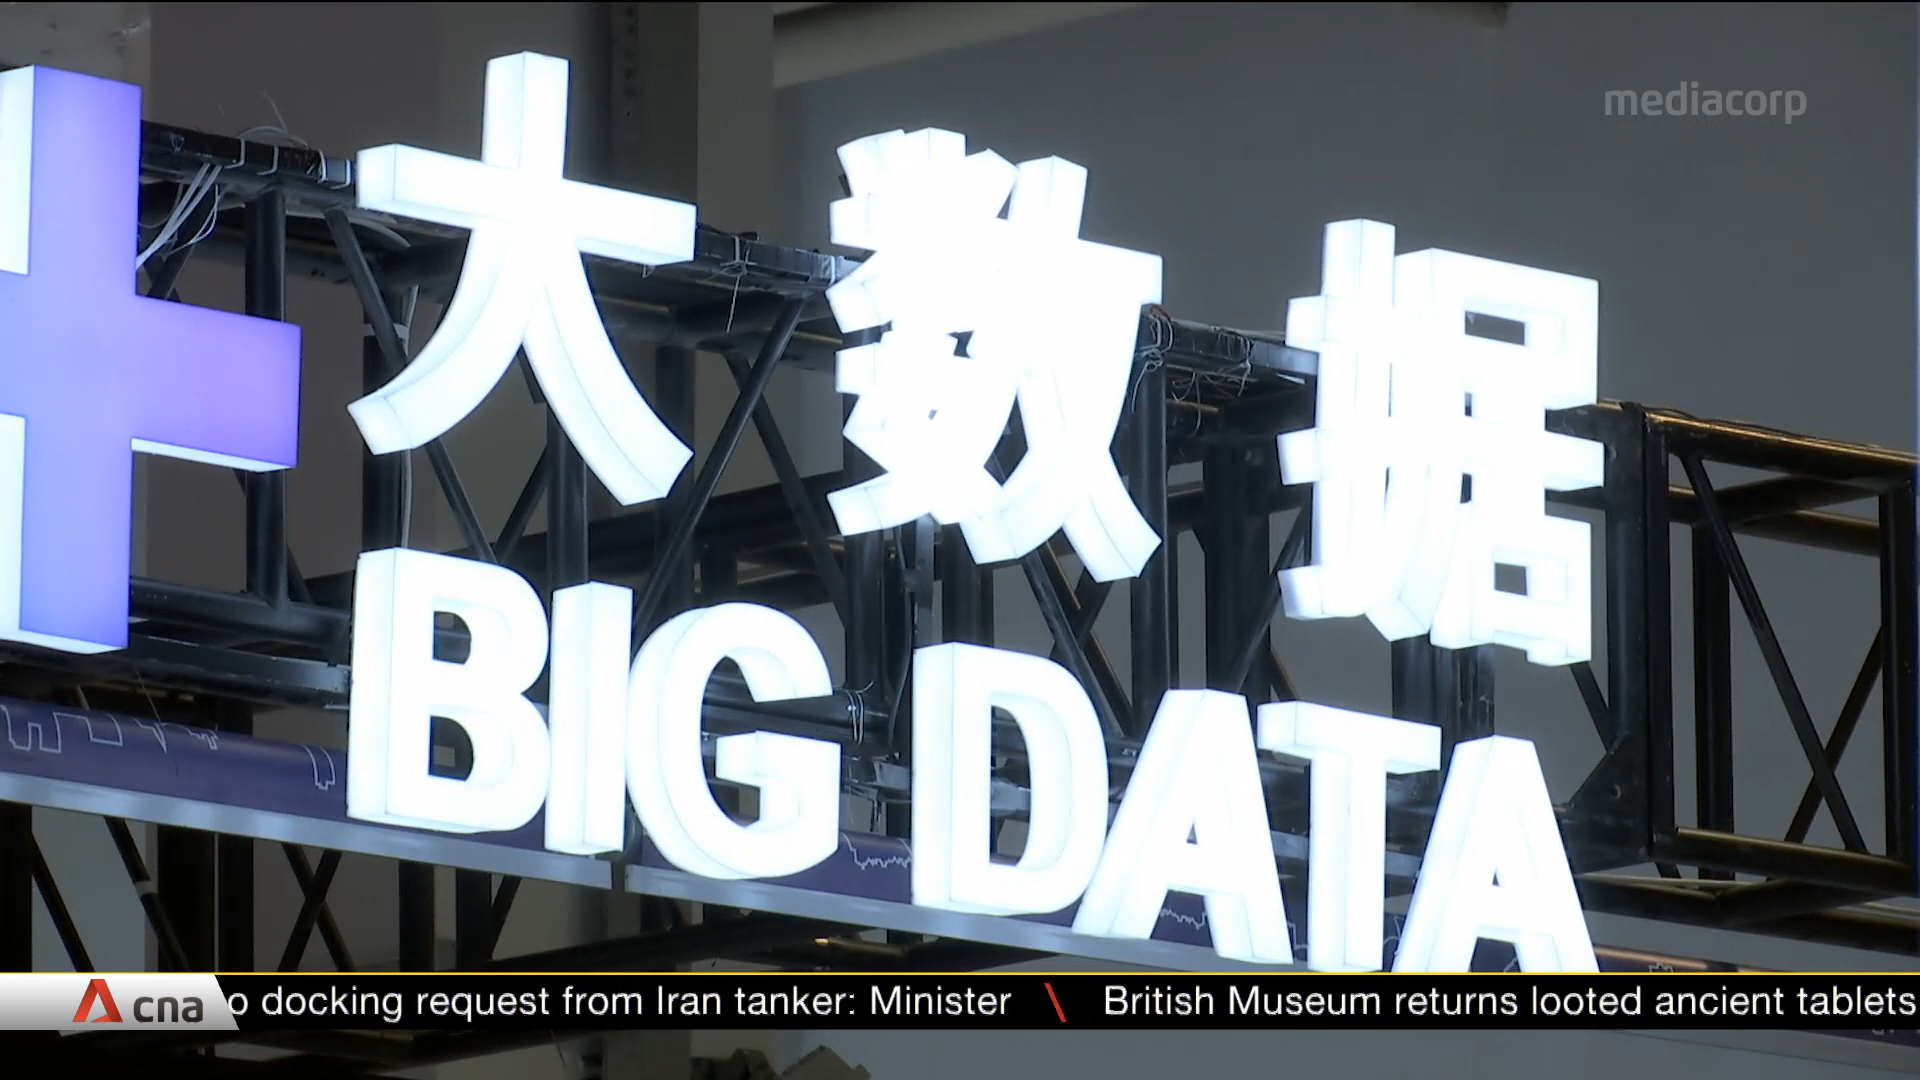 mediacorp
大数据
BIG DATA
cna
o docking request from Iran tanker: Minister \ British Museum returns looted ancient tablets